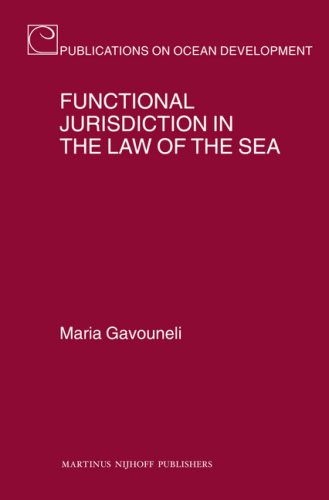 PUBLICATIONS ON OCEAN DEVELOPMENT
FUNCTIONAL
JURISDICTION IN
THE LAW OF THE SEA
Maria Gavouneli
MARTINUS NIJHOFF PUBLISHERS